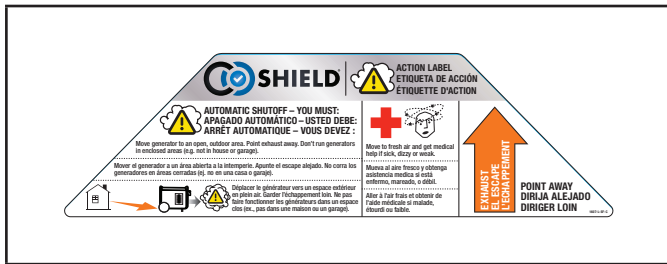 CO SHIELD®
ACTION LABEL
ETIQUETA DE ACCIÓN
ÉTIQUETTE D'ACTION
AUTOMATIC SHUTOFF – YOU MUST:
APAGADO AUTOMÁTICO – USTED DEBE:
ARRÊT AUTOMATIQUE – VOUS DEVEZ :
Move generator to an open, outdoor area. Point exhaust away. Don't run generators
in enclosed areas (e.g. not in house or garage).
Move to fresh air and get medical
help if sick, dizzy or weak.
Mover el generador a un área abierta a la intemperie. Apunte el escape alejado. No corra los
generadores en áreas cerradas (ej. no en una casa o garaje).
Mueva al aire fresco y obtenga
asistencia medica si está
enfermo, mareado, o débil.
Déplacer le générateur vers un espace extérieur
en plein air. Garder l'échappement loin. Ne pas
faire fonctionner les générateurs dans un espace
clos (ex., pas dans une maison ou un garage).
Aller à l'air frais et obtenir de
l'aide médicale si malade,
étourdi ou faible.
EXHAUST
EL ESCAPE
L'ECHAPPEMENT
POINT AWAY
DIRIJA ALEJADO
DIRIGER LOIN